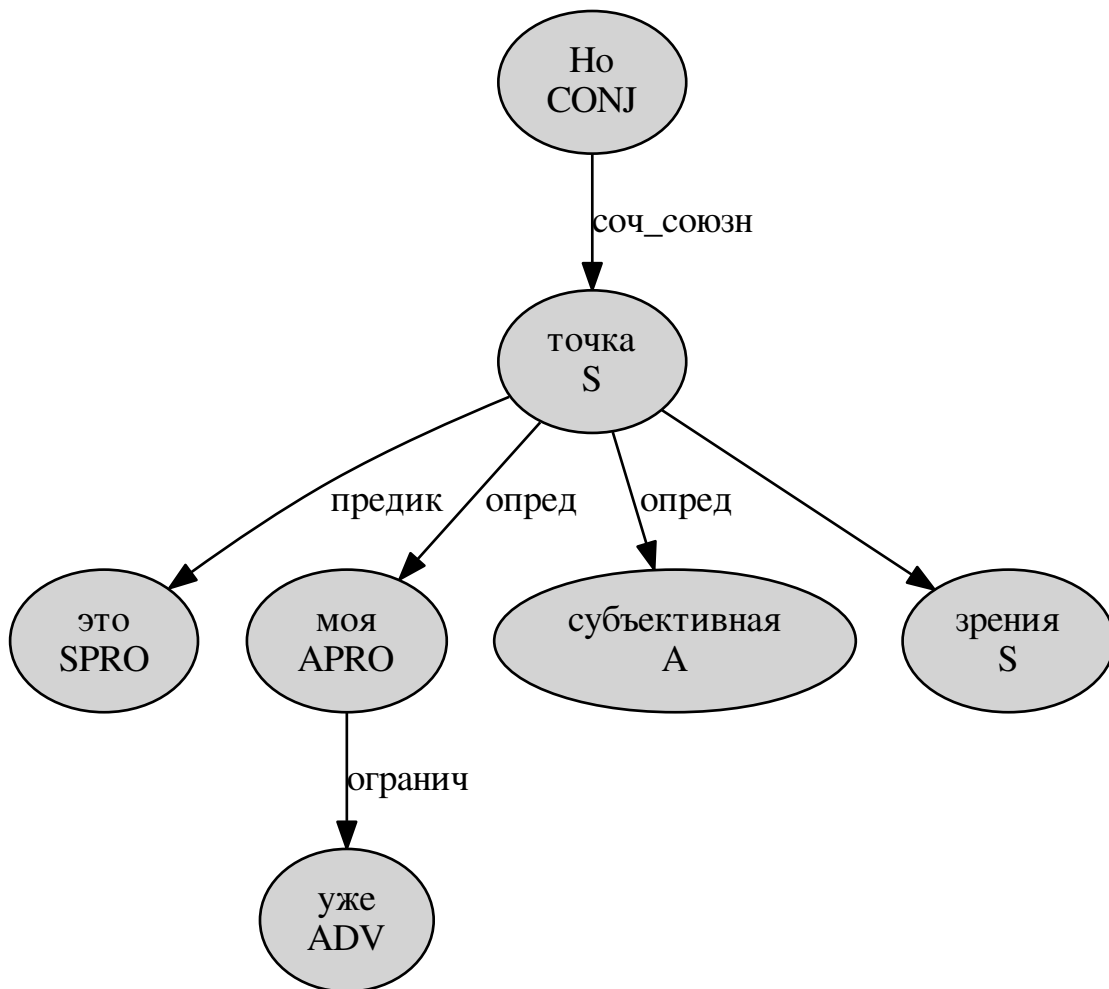 Но
CONJ
соч_союзн
точка
S
предик
опред
опред
это
SPRO
моя
APRO
субъективная
A
зрения
S
огранич
уже
ADV